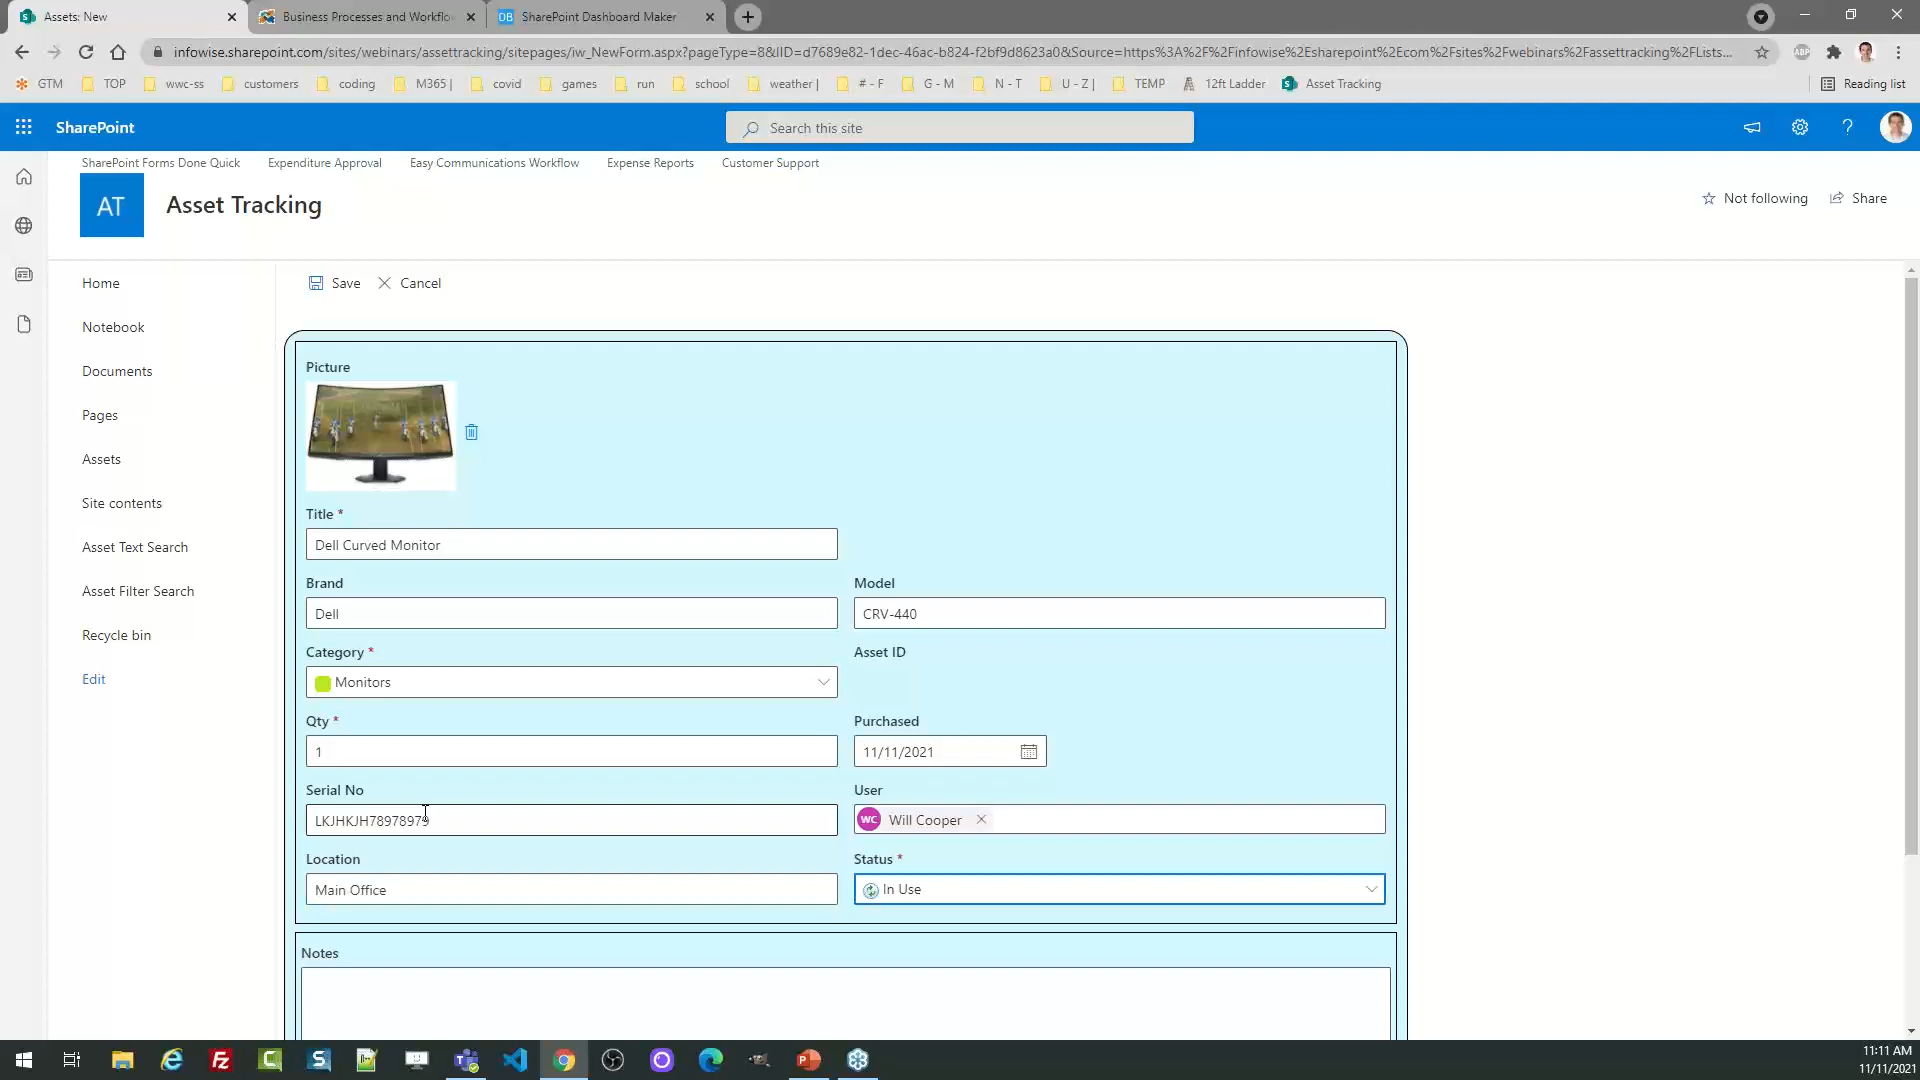 Assets: New
Business Processes and Workflo
DB SharePoint Dashboard Maker
infowise.sharepoint.com/sites/webinars/assettracking/sitepages/iw_NewForm.aspx?pageType=8&IID=d7689e82-1dec-46ac-b824-f2bf9d8623a0&Source=https%3A%2F%2Finfowise%2Esharepoint%2Ecom%2Fsites%2Fwebinars%2Fassettracking%2FLists...
GTM TOP wwc-ss customers coding M365 | covid games run school weather | # - F G - M N - T U - Z | TEMP 12ft Ladder Asset Tracking Reading list
SharePoint
Search this site
SharePoint Forms Done Quick Expenditure Approval Easy Communications Workflow Expense Reports Customer Support
AT
Asset Tracking
Not following
Share
Home
Notebook
Documents
Pages
Assets
Site contents
Asset Text Search
Asset Filter Search
Recycle bin
Edit
Save Cancel
Picture
Title *
Dell Curved Monitor
Brand
Dell
Model
CRV-440
Category *
Monitors
Asset ID
Qty *
1
Purchased
11/11/2021
Serial No
LKJHKJH78978979
User
WC Will Cooper
Location
Main Office
Status *
In Use
Notes
11:11 AM
11/11/2021